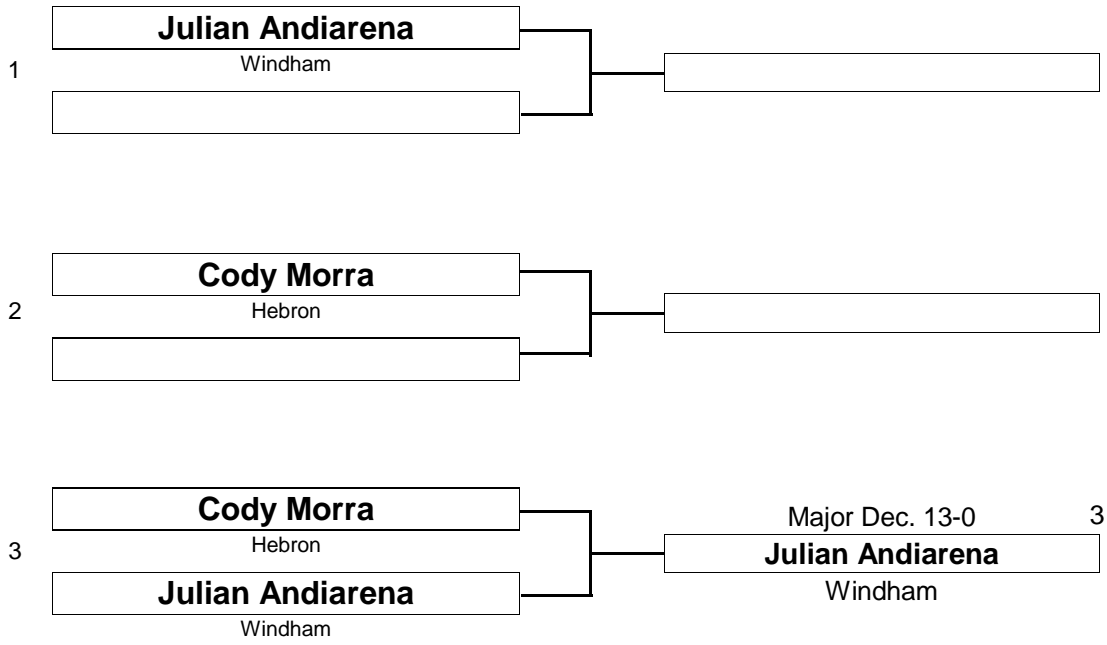 Julian Andiarena
1
Windham
2
Cody Morra
Hebron
3
Cody Morra
Hebron
Julian Andiarena
Windham
Major Dec. 13-0 3
Julian Andiarena
Windham